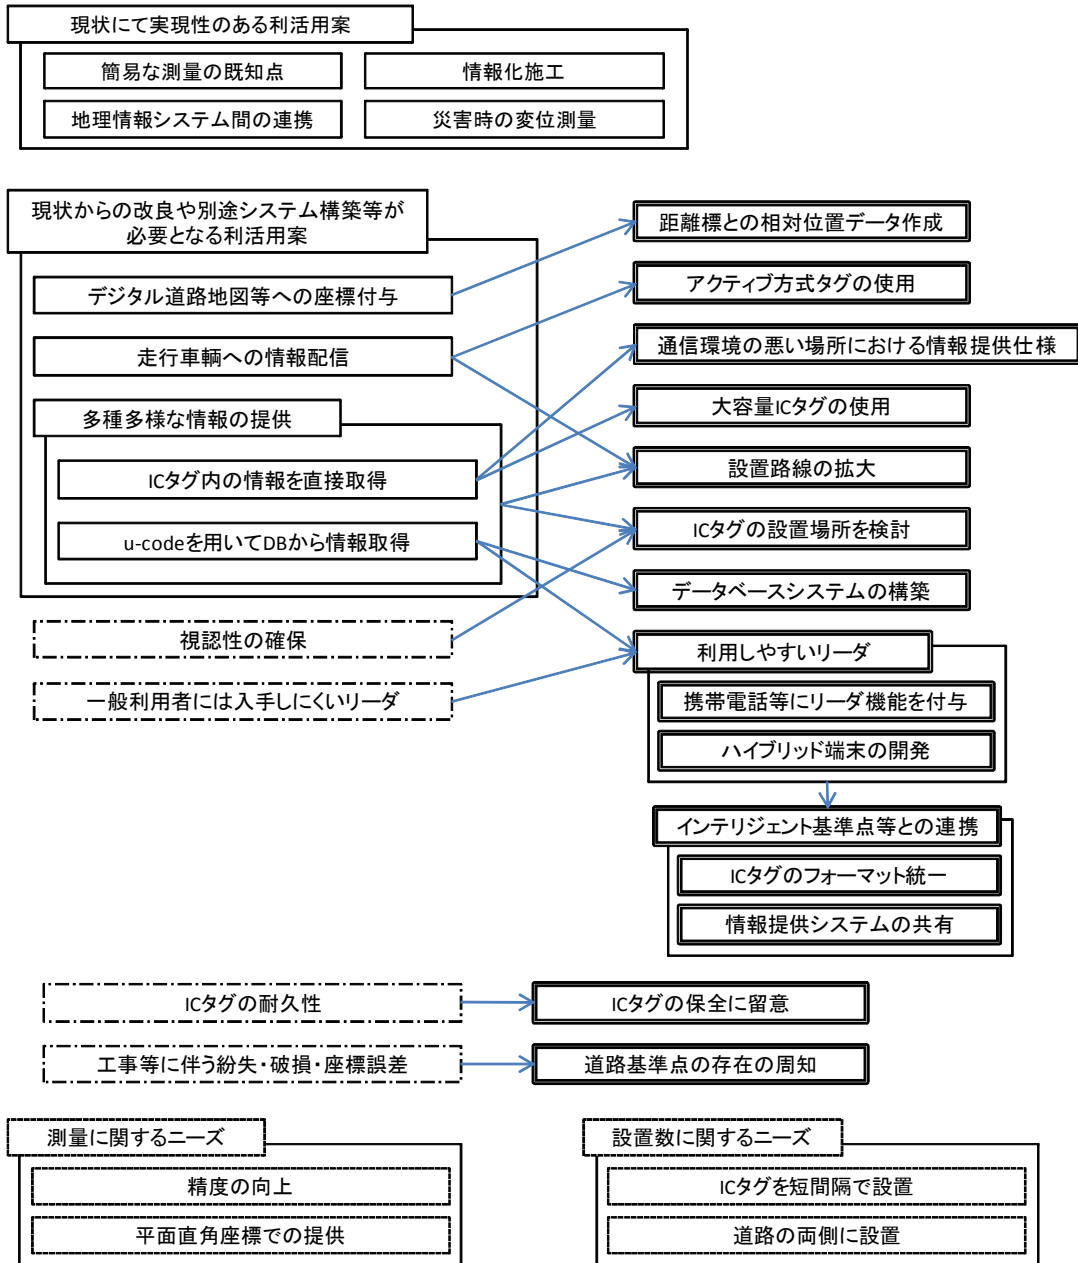 現状にて実現性のある利活用案
簡易な測量の既知点
情報化施工
地理情報システム間の連携
災害時の変位測量
現状からの改良や別途システム構築等が
必要となる利活用案
デジタル道路地図等への座標付与
走行車輌への情報配信
多種多様な情報の提供
ICタグ内の情報を直接取得
u-codeを用いてDBから情報取得
視認性の確保
一般利用者には入手しにくいリーダ
距離標との相対位置データ作成
アクティブ方式タグの使用
通信環境の悪い場所における情報提供仕様
大容量ICタグの使用
設置路線の拡大
ICタグの設置場所を検討
データベースシステムの構築
利用しやすいリーダ
携帯電話等にリーダ機能を付与
ハイブリッド端末の開発
インテリジェント基準点等との連携
ICタグのフォーマット統一
情報提供システムの共有
ICタグの耐久性
ICタグの保全に留意
工事等に伴う紛失・破損・座標誤差
道路基準点の存在の周知
測量に関するニーズ
精度の向上
平面直角座標での提供
設置数に関するニーズ
ICタグを短間隔で設置
道路の両側に設置